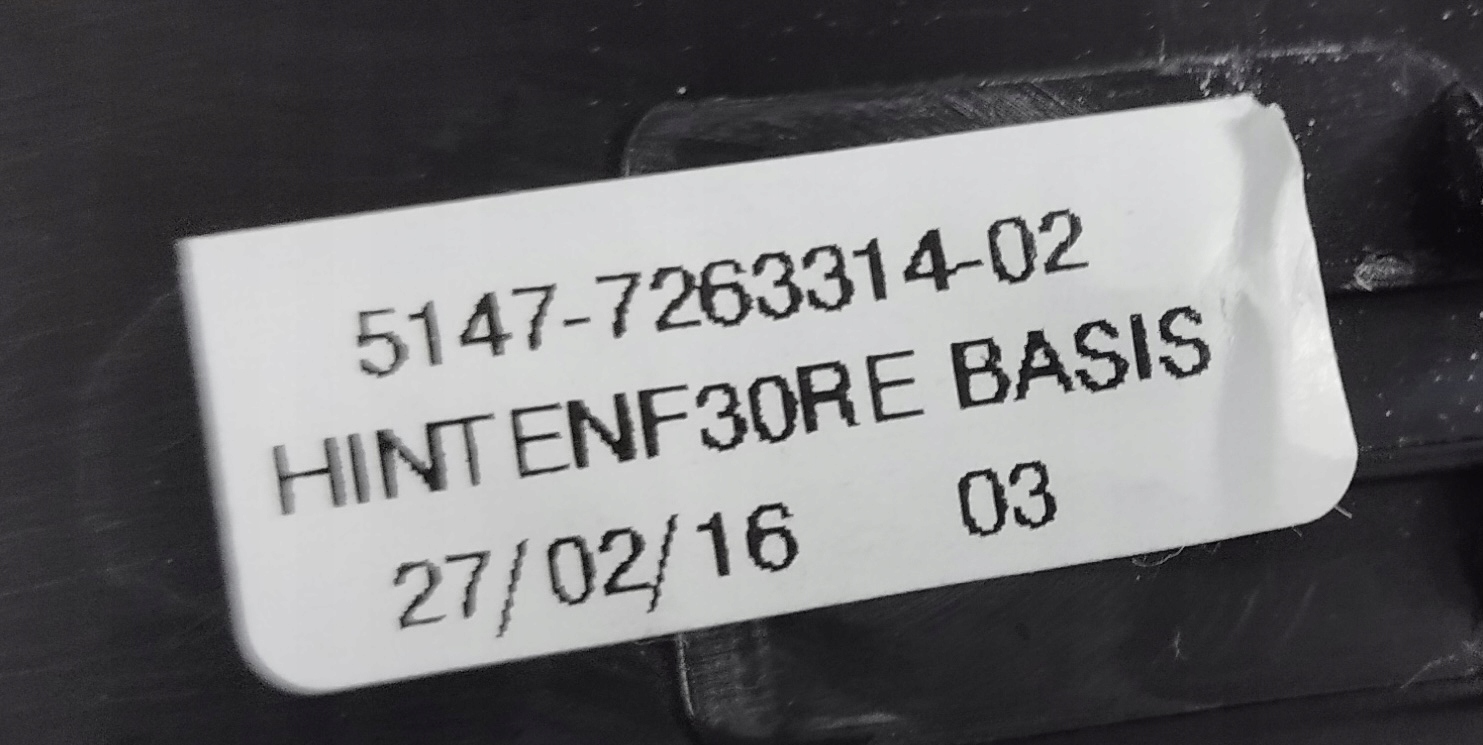 5147-7263314-02
HINTENF30RE BASIS
27/02/16 03